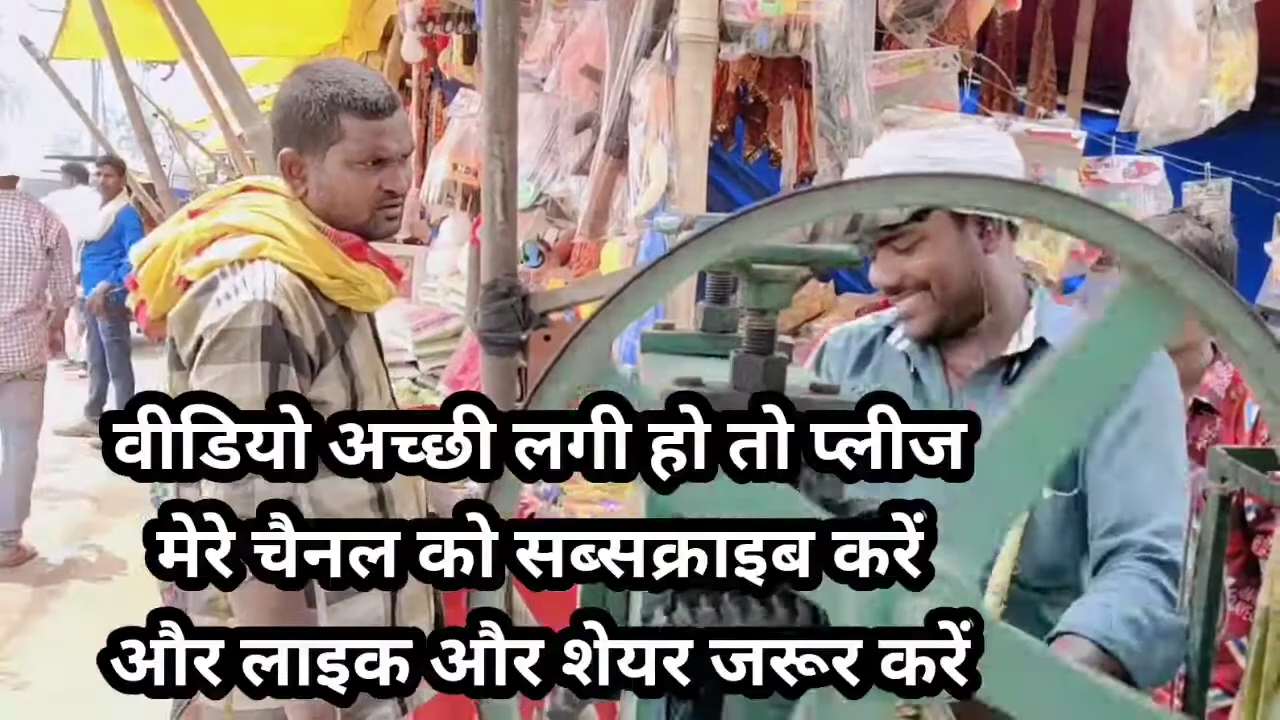 वीडियो अच्छी लगी हो तो प्लीज
मेरे चैनल को सब्सक्राइब करें
और लाइक और शेयर जरूर करें